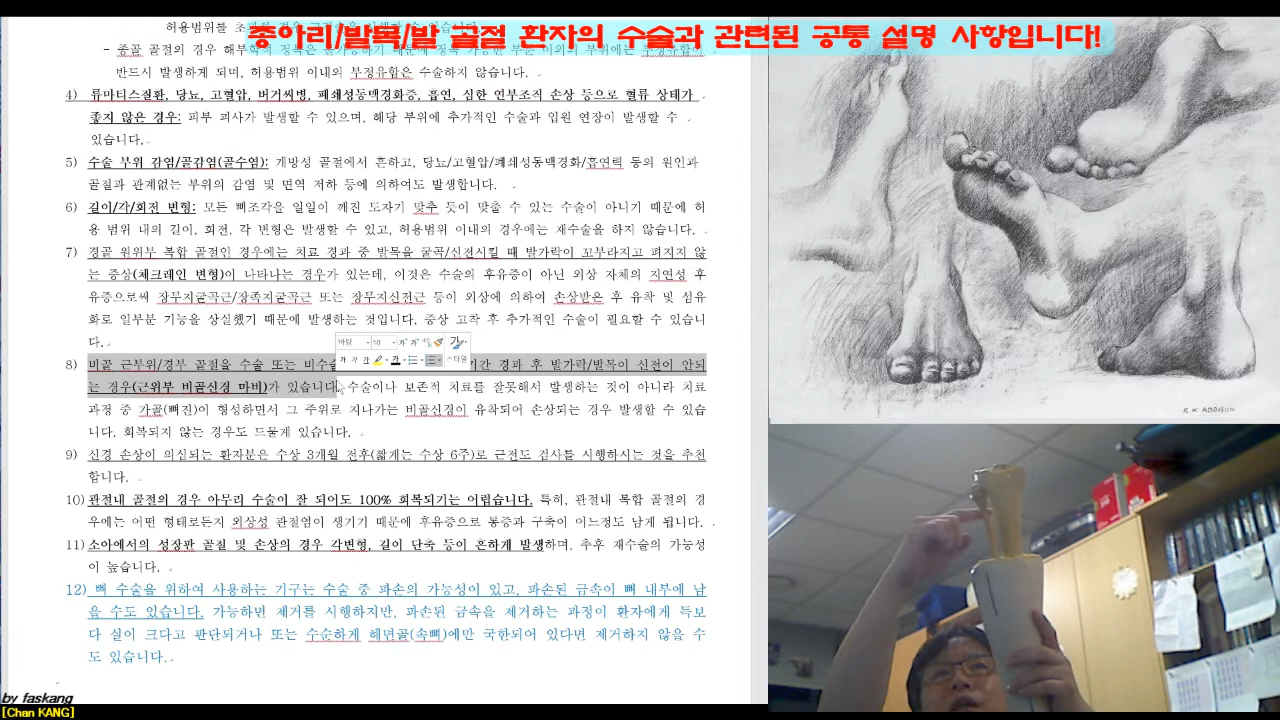 종아리/발목/발 골절 환자의 수술과 관련된 공통 설명 사항입니다!
허용범위를 초
- 종골 골절의 경우 해부
반드시 발생하게 되며, 허용범위 이내의 부정유합은 수술하지 않습니다.
4) 류마티스질환, 당뇨, 고혈압, 버거씨병, 폐쇄성동맥경화증, 흡연, 심한 연부조직 손상 등으로 혈류 상태가
좋지 않은 경우: 피부 괴사가 발생할 수 있으며, 해당 부위에 추가적인 수술과 입원 연장이 발생할 수
있습니다.
5) 수술 부위 감염/골감염(골수염): 개방성 골절에서 흔하고, 당뇨/고혈압/폐쇄성동맥경화/흡연력 등의 원인과
골절과 관계없는 부위의 감염 및 면역 저하 등에 의하여도 발생합니다.
6) 길이/각/회전 변형: 모든 뼈조각을 일일이 깨진 도자기 맞추 듯이 맞출 수 있는 수술이 아니기 때문에 허
용 범위 내의 길이, 회전, 각 변형은 발생할 수 있고, 허용범위 이내의 경우에는 재수술을 하지 않습니다.
7) 경골 원위부 복합 골절인 경우에는 치료 경과 중 발목을 굴곡/신전시킬 때 발가락이 꼬부라지고 펴지지 않
는 증상(체크레인 변형)이 나타나는 경우가 있는데, 이것은 수술의 후유증이 아닌 외상 자체의 지연성 후
유증으로써 장무지굴곡근/장족지굴곡근 또는 장무지신전근 등이 외상에 의하여 손상받은 후 유착 및 섬유
화로 일부분 기능을 상실했기 때문에 발생하는 것입니다. 증상 고착 후 추가적인 수술이 필요할 수 있습니
다.
8) 비골 근부위/경부 골절을 수술 또는 비수술 기간 경과 후 발가락/발목이 신전이 안되
는 경우(근위부 비골신경 마비)가 있습니다. 수술이나 보존적 치료를 잘못해서 발생하는 것이 아니라 치료
과정 중 가골(뼈진)이 형성하면서 그 주위로 지나가는 비골신경이 유착되어 손상되는 경우 발생할 수 있습
니다. 회복되지 않는 경우도 드물게 있습니다.
9) 신경 손상이 의심되는 환자분은 수상 3개월 전후(짧게는 수상 6주)로 근전도 검사를 시행하시는 것을 추천
합니다.
10) 관절내 골절의 경우 아무리 수술이 잘 되어도 100% 회복되기는 어렵습니다. 특히, 관절내 복합 골절의 경
우에는 어떤 형태로든지 외상성 관절염이 생기기 때문에 후유증으로 통증과 구축이 어느정도 남게 됩니다.
11) 소아에서의 성장판 골절 및 손상의 경우 각변형, 길이 단축 등이 흔하게 발생하며, 추후 재수술의 가능성
이 높습니다.
12) 뼈 수술을 위하여 사용하는 기구는 수술 중 파손의 가능성이 있고, 파손된 금속이 뼈 내부에 남
을 수도 있습니다. 가능하면 제거를 시행하지만, 파손된 금속을 제거하는 과정이 환자에게 득보
다 실이 크다고 판단되거나 또는 수순하게 해면골(속뼈)에만 국한되어 있다면 제거하지 않을 수
도 있습니다.
바탕 10
스타일
R W ADDISON
by faskang
[Chan KANG]